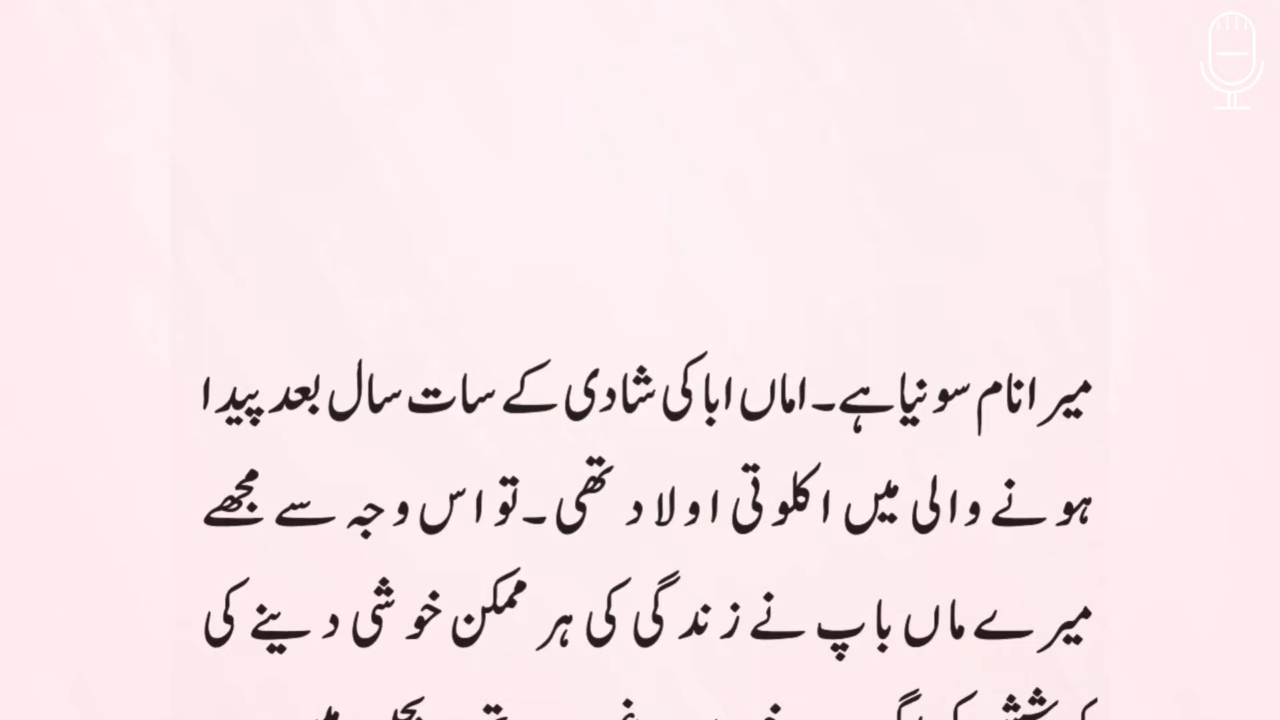 میرا نام سونیا ہے۔ اماں ابا کی شادی کے سات سال بعد پیدا
ہونے والی میں اکلوتی اولاد تھی۔ تو اس وجہ سے مجھے
میرے ماں باپ نے زندگی کی ہر ممکن خوشی دینے کی